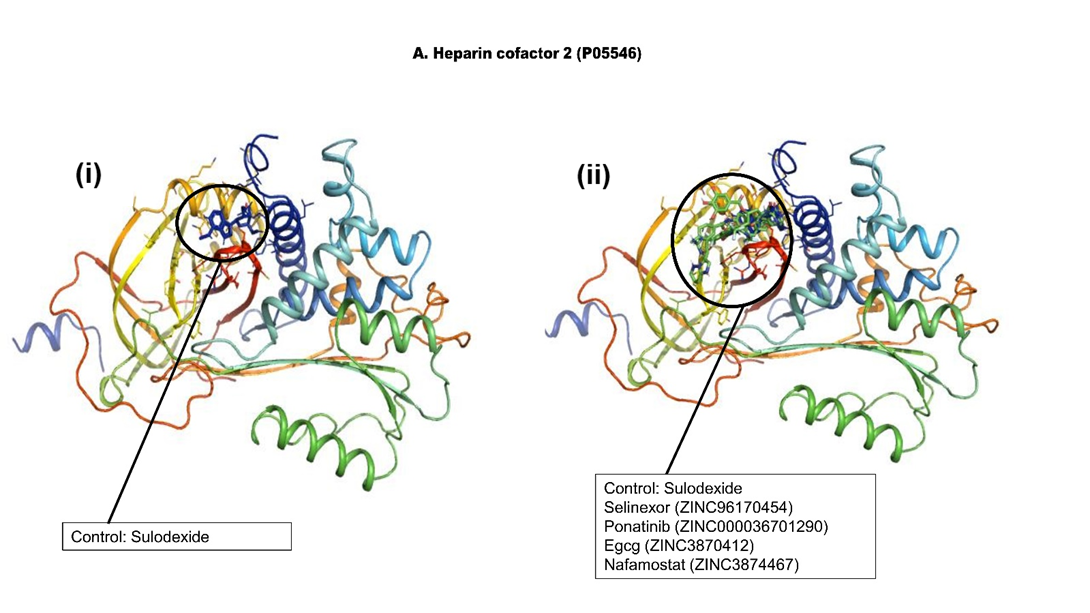 A. Heparin cofactor 2 (P05546)
(i)
(ii)
Control: Sulodexide
Control: Sulodexide
Selinexor (ZINC96170454)
Ponatinib (ZINC000036701290)
Egcg (ZINC3870412)
Nafamostat (ZINC3874467)